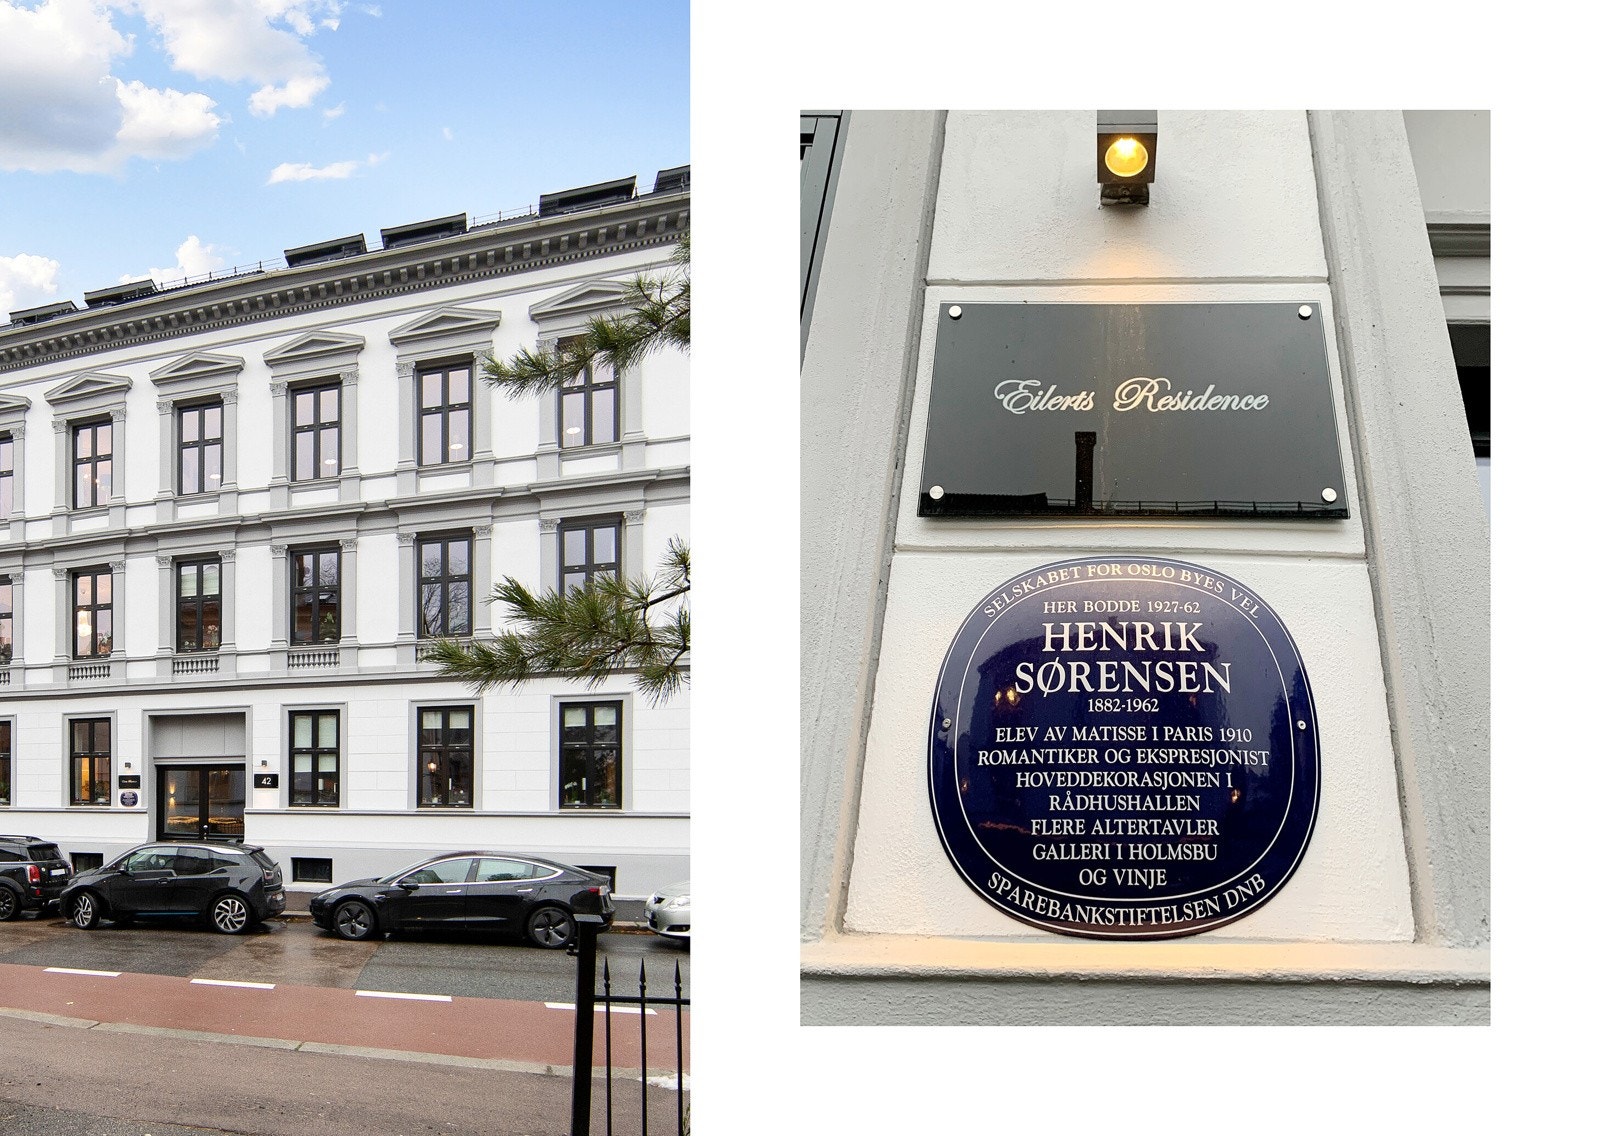 42
Eilerts Residence
SELSKABET FOR OSLO BYES VEL
HER BODDE 1927-62
HENRIK
SØRENSEN
1882-1962
ELEV AV MATISSE I PARIS 1910
ROMANTIKER OG EKSPRESJONIST
HOVEDDEKORASJONEN I
RÅDHUSHALLEN
FLERE ALTERTAVLER
GALLERI I HOLMSBU
OG VINJE
SPAREBANKSTIFTELSEN DNB